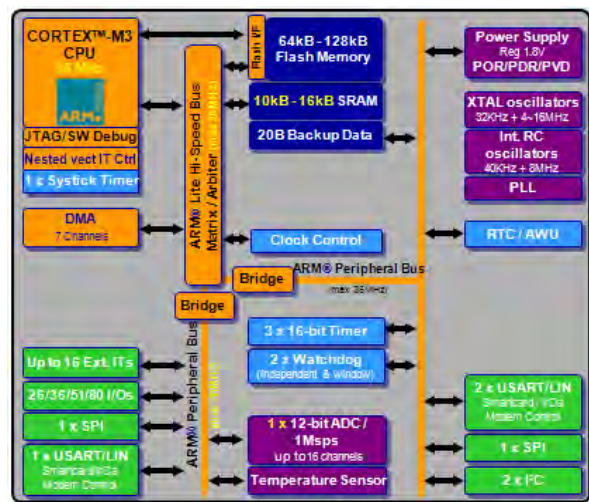 CORTEX™-M3
CPU
ARM®
JTAG/SW Debug
Nested vect IT Ctrl
1 x Systick Timer
DMA
7 Channels
ARM® Lite Hi-Speed Bus
Matrix / Arbiter
Flash I/F
64kB - 128kB
Flash Memory
10kB - 16kB SRAM
20B Backup Data
Clock Control
Power Supply
Reg 1.8V
POR/PDR/PVD
XTAL oscillators
32KHz + 4~16MHz
Int. RC
oscillators
40KHz + 8MHz
PLL
RTC / AWU
Bridge
ARM® Peripheral Bus
(max 36MHz)
Bridge
ARM® Peripheral Bus
3 x 16-bit Timer
2 x Watchdog
(Independent & window)
Up to 16 Ext. ITs
26/36/51/80 I/Os
1 x SPI
1 x USART/LIN
Smartcard/IrDa
Modem Control
1 x 12-bit ADC /
1Msps
up to 16 channels
Temperature Sensor
2 x USART/LIN
Smartcard / IrDa
Modem Control
1 x SPI
2 x I²C